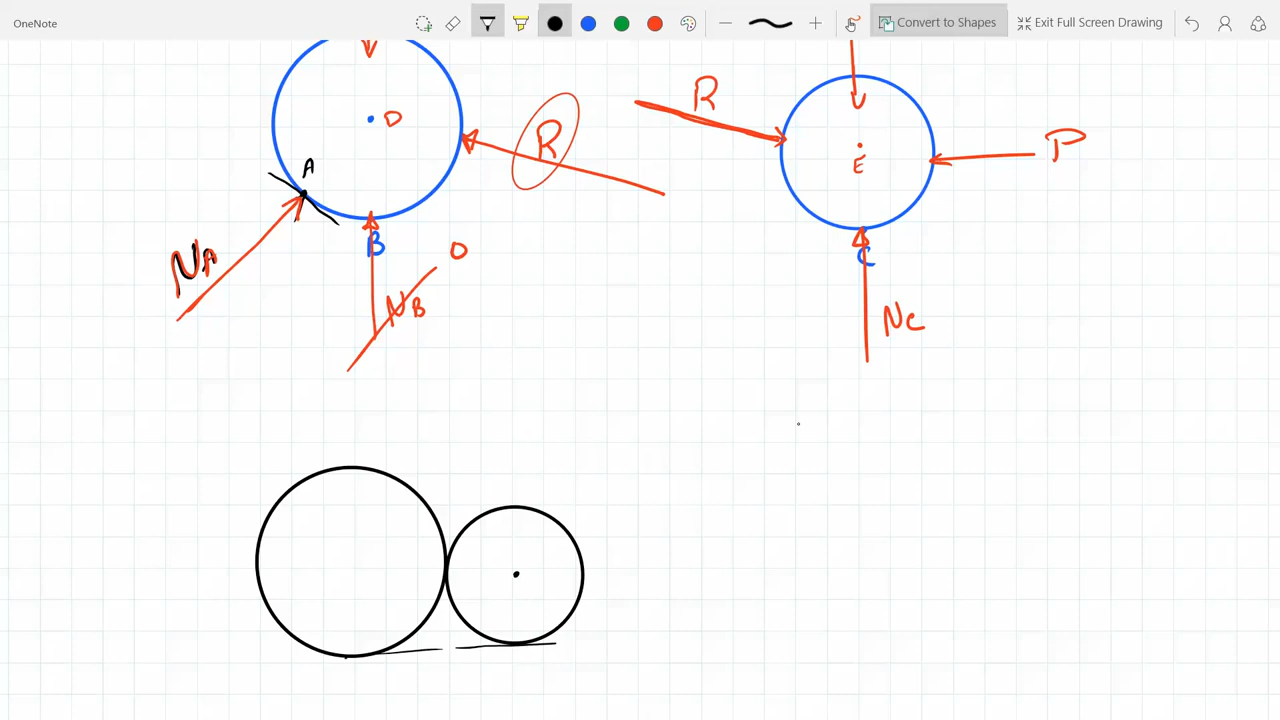 OneNote
Convert to Shapes
Exit Full Screen Drawing
D
R
R
E
P
A
NA
B
O
NB
C
NC